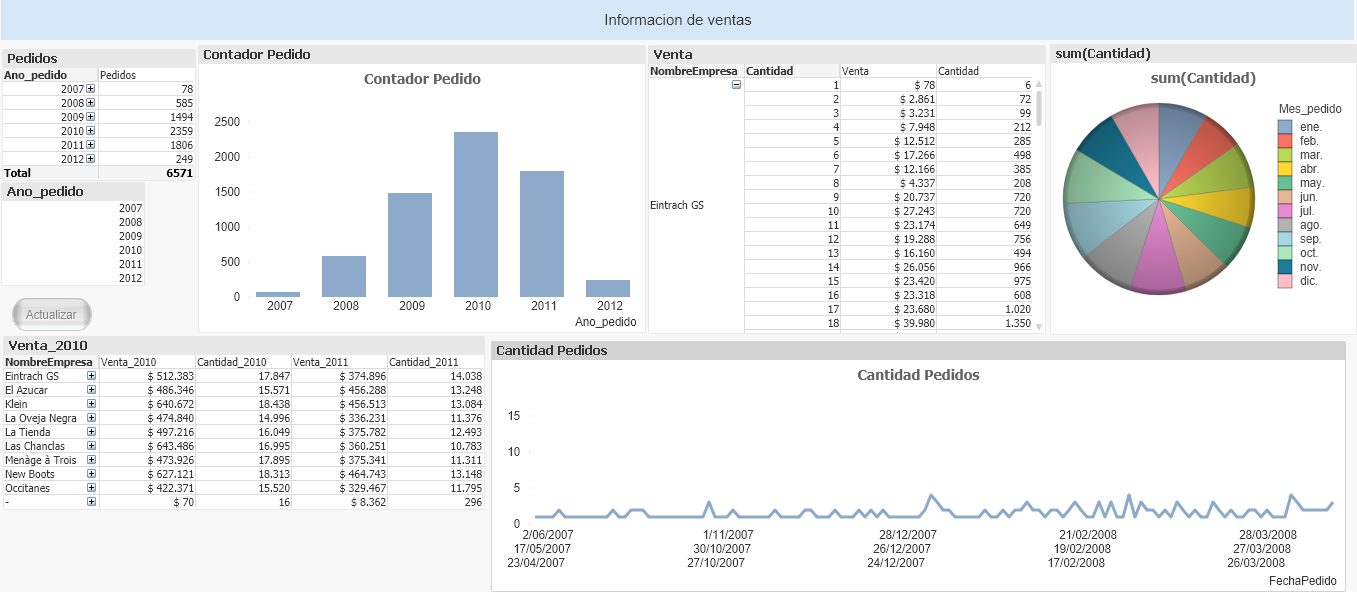 Informacion de ventas
Pedidos
Ano_pedido Pedidos
2007 78
2008 585
2009 1494
2010 2359
2011 1806
2012 249
Total 6571
Ano_pedido
2007
2008
2009
2010
2011
2012
Actualizar
Contador Pedido
Contador Pedido
2500
2000
1500
1000
500
0
2007 2008 2009 2010 2011 2012
Ano_pedido
Venta
NombreEmpresa Cantidad Venta Cantidad
Eintrach GS
1 $ 78 6
2 $ 2.861 72
3 $ 3.231 99
4 $ 7.948 212
5 $ 12.512 285
6 $ 17.266 498
7 $ 12.166 385
8 $ 4.337 208
9 $ 20.737 720
10 $ 27.243 720
11 $ 23.174 649
12 $ 19.288 756
13 $ 16.160 494
14 $ 26.056 966
15 $ 23.420 975
16 $ 23.318 608
17 $ 23.680 1.020
18 $ 39.980 1.350
sum(Cantidad)
sum(Cantidad)
Mes_pedido
ene.
feb.
mar.
abr.
may.
jun.
jul.
ago.
sep.
oct.
nov.
dic.
Venta_2010
NombreEmpresa Venta_2010 Cantidad_2010 Venta_2011 Cantidad_2011
Eintrach GS $ 512.383 17.847 $ 374.896 14.038
El Azucar $ 486.346 15.571 $ 456.288 13.248
Klein $ 640.672 18.438 $ 456.513 13.084
La Oveja Negra $ 474.840 14.996 $ 336.231 11.376
La Tienda $ 497.216 16.049 $ 375.782 12.493
Las Chanclas $ 643.486 16.995 $ 360.251 10.783
Menàge à Trois $ 473.926 17.895 $ 375.341 11.311
New Boots $ 627.121 18.313 $ 464.743 13.148
Occitanes $ 422.371 15.520 $ 329.467 11.795
- $ 70 16 $ 8.362 296
Cantidad Pedidos
Cantidad Pedidos
15
10
5
0
2/06/2007 1/11/2007 28/12/2007 21/02/2008 28/03/2008
17/05/2007 30/10/2007 26/12/2007 19/02/2008 27/03/2008
23/04/2007 27/10/2007 24/12/2007 17/02/2008 26/03/2008
FechaPedido